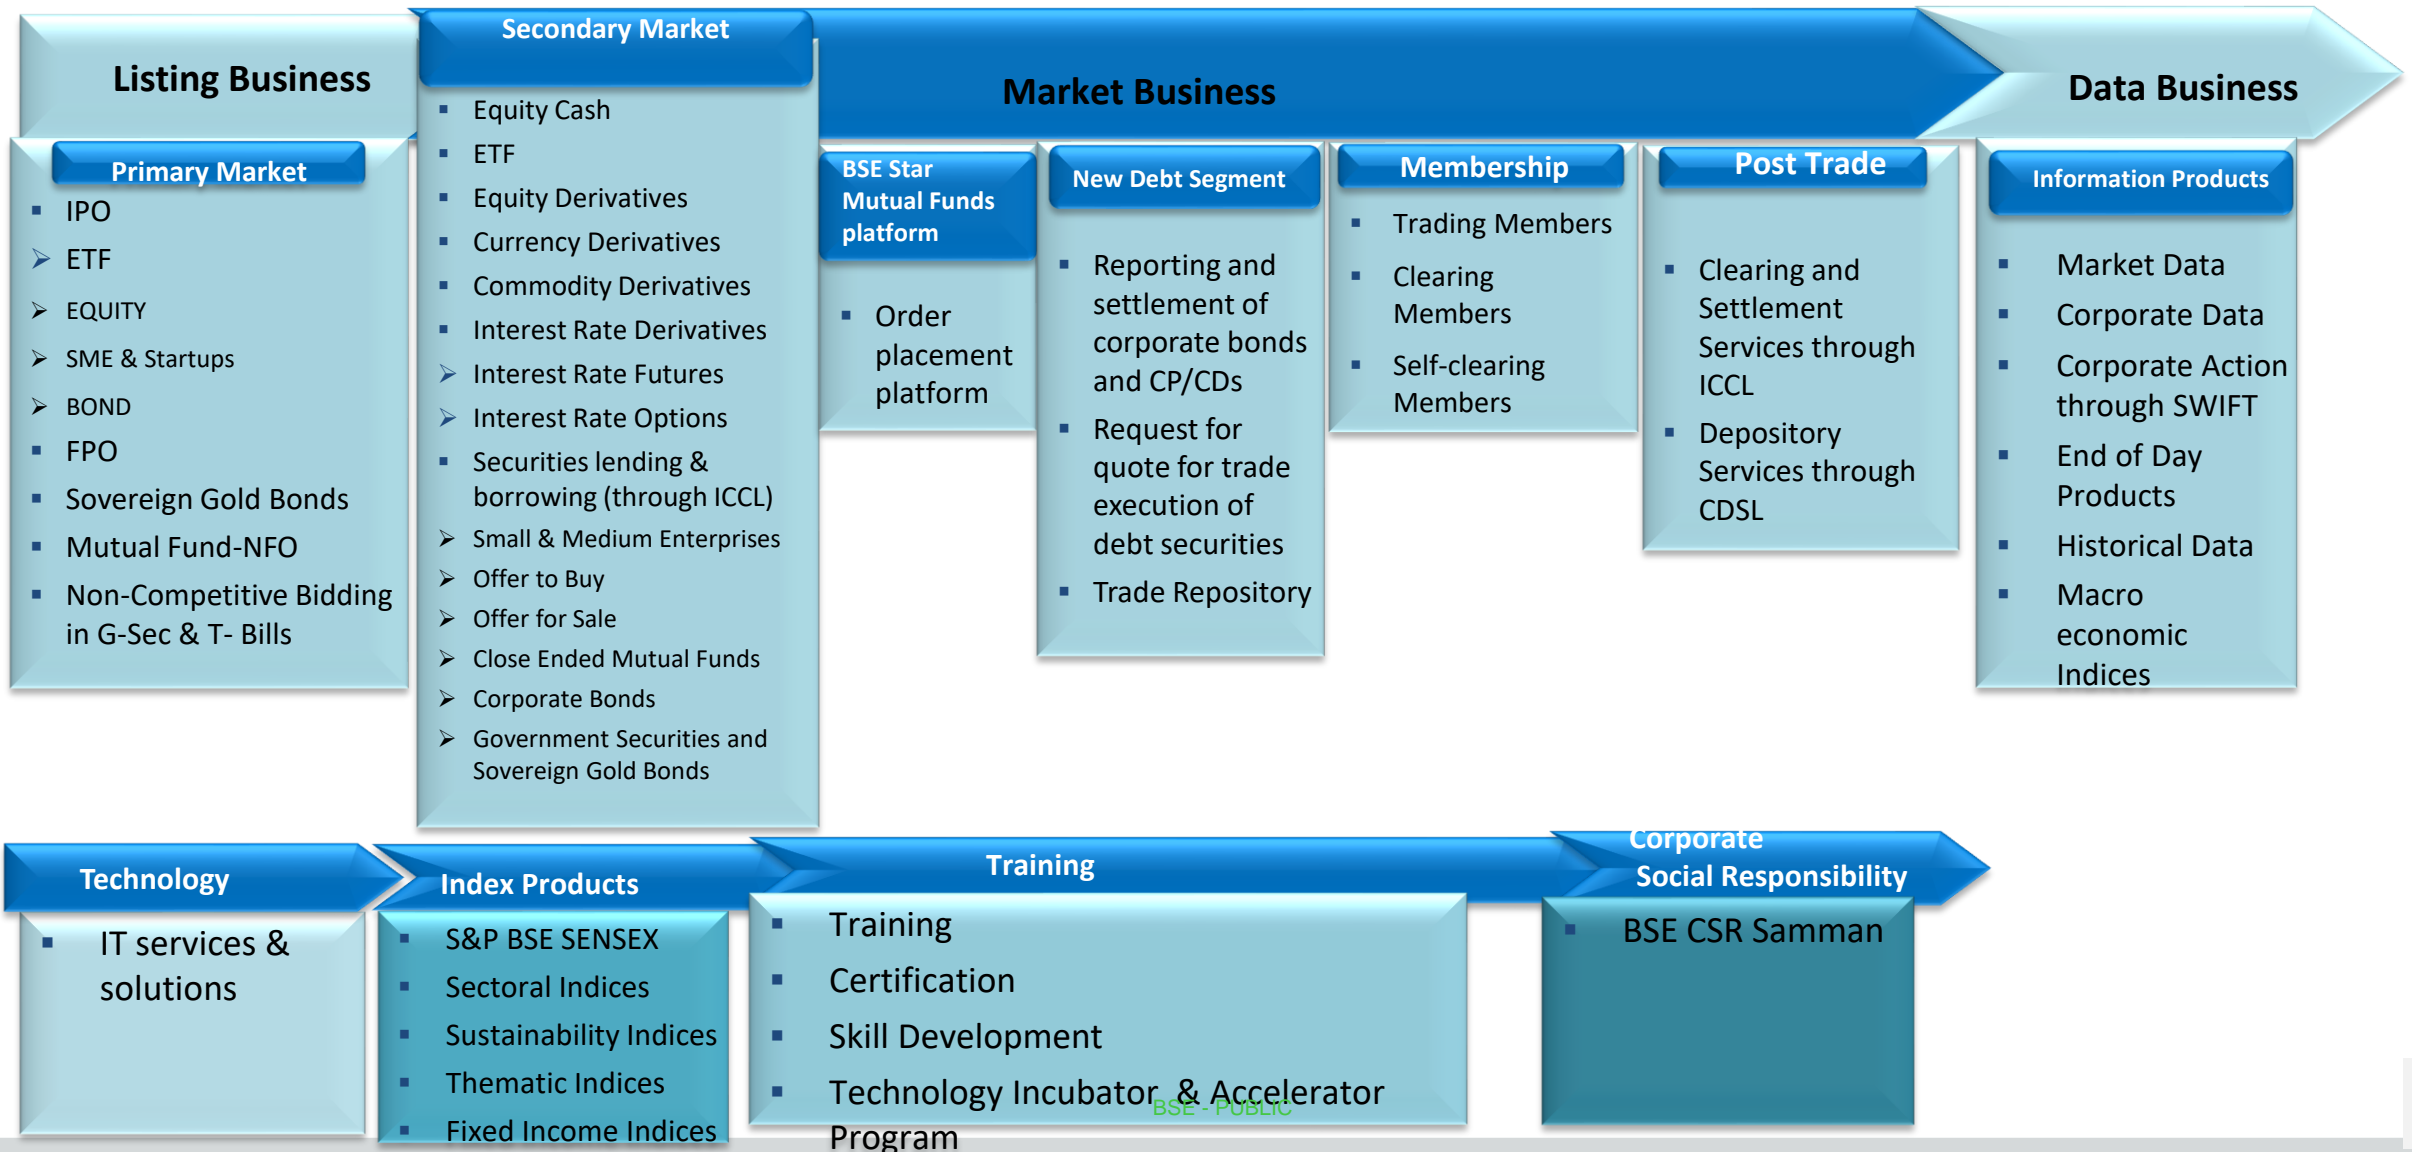 Listing Business
Primary Market
IPO
ETF
EQUITY
SME & Startups
BOND
FPO
Sovereign Gold Bonds
Mutual Fund-NFO
Non-Competitive Bidding
in G-Sec & T- Bills
Secondary Market
Equity Cash
ETF
Equity Derivatives
Currency Derivatives
Commodity Derivatives
Interest Rate Derivatives
Interest Rate Futures
Interest Rate Options
Securities lending &
borrowing (through ICCL)
Small & Medium Enterprises
Offer to Buy
Offer for Sale
Close Ended Mutual Funds
Corporate Bonds
Government Securities and
Sovereign Gold Bonds
Market Business
BSE Star
Mutual Funds
platform
Order
placement
platform
New Debt Segment
Reporting and
settlement of
corporate bonds
and CP/CDs
Request for
quote for trade
execution of
debt securities
Trade Repository
Membership
Trading Members
Clearing
Members
Self-clearing
Members
Post Trade
Clearing and
Settlement
Services through
ICCL
Depository
Services through
CDSL
Data Business
Information Products
Market Data
Corporate Data
Corporate Action
through SWIFT
End of Day
Products
Historical Data
Macro
economic
Indices
Technology
IT services &
solutions
Index Products
S&P BSE SENSEX
Sectoral Indices
Sustainability Indices
Thematic Indices
Fixed Income Indices
Training
Training
Certification
Skill Development
Technology Incubator & Accelerator
Program
BSE - PUBLIC
Corporate
Social Responsibility
BSE CSR Samman